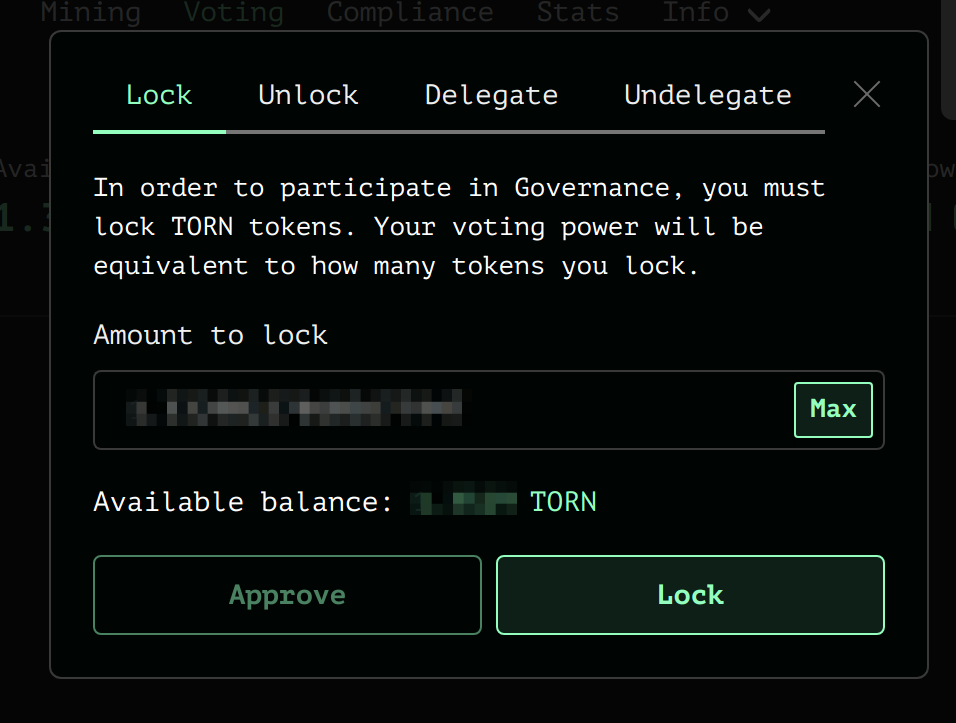 Mining Voting Compliance Stats Info
Lock Unlock Delegate Undelegate
In order to participate in Governance, you must
lock TORN tokens. Your voting power will be
equivalent to how many tokens you lock.
Amount to lock
Max
Available balance: TORN
Approve Lock